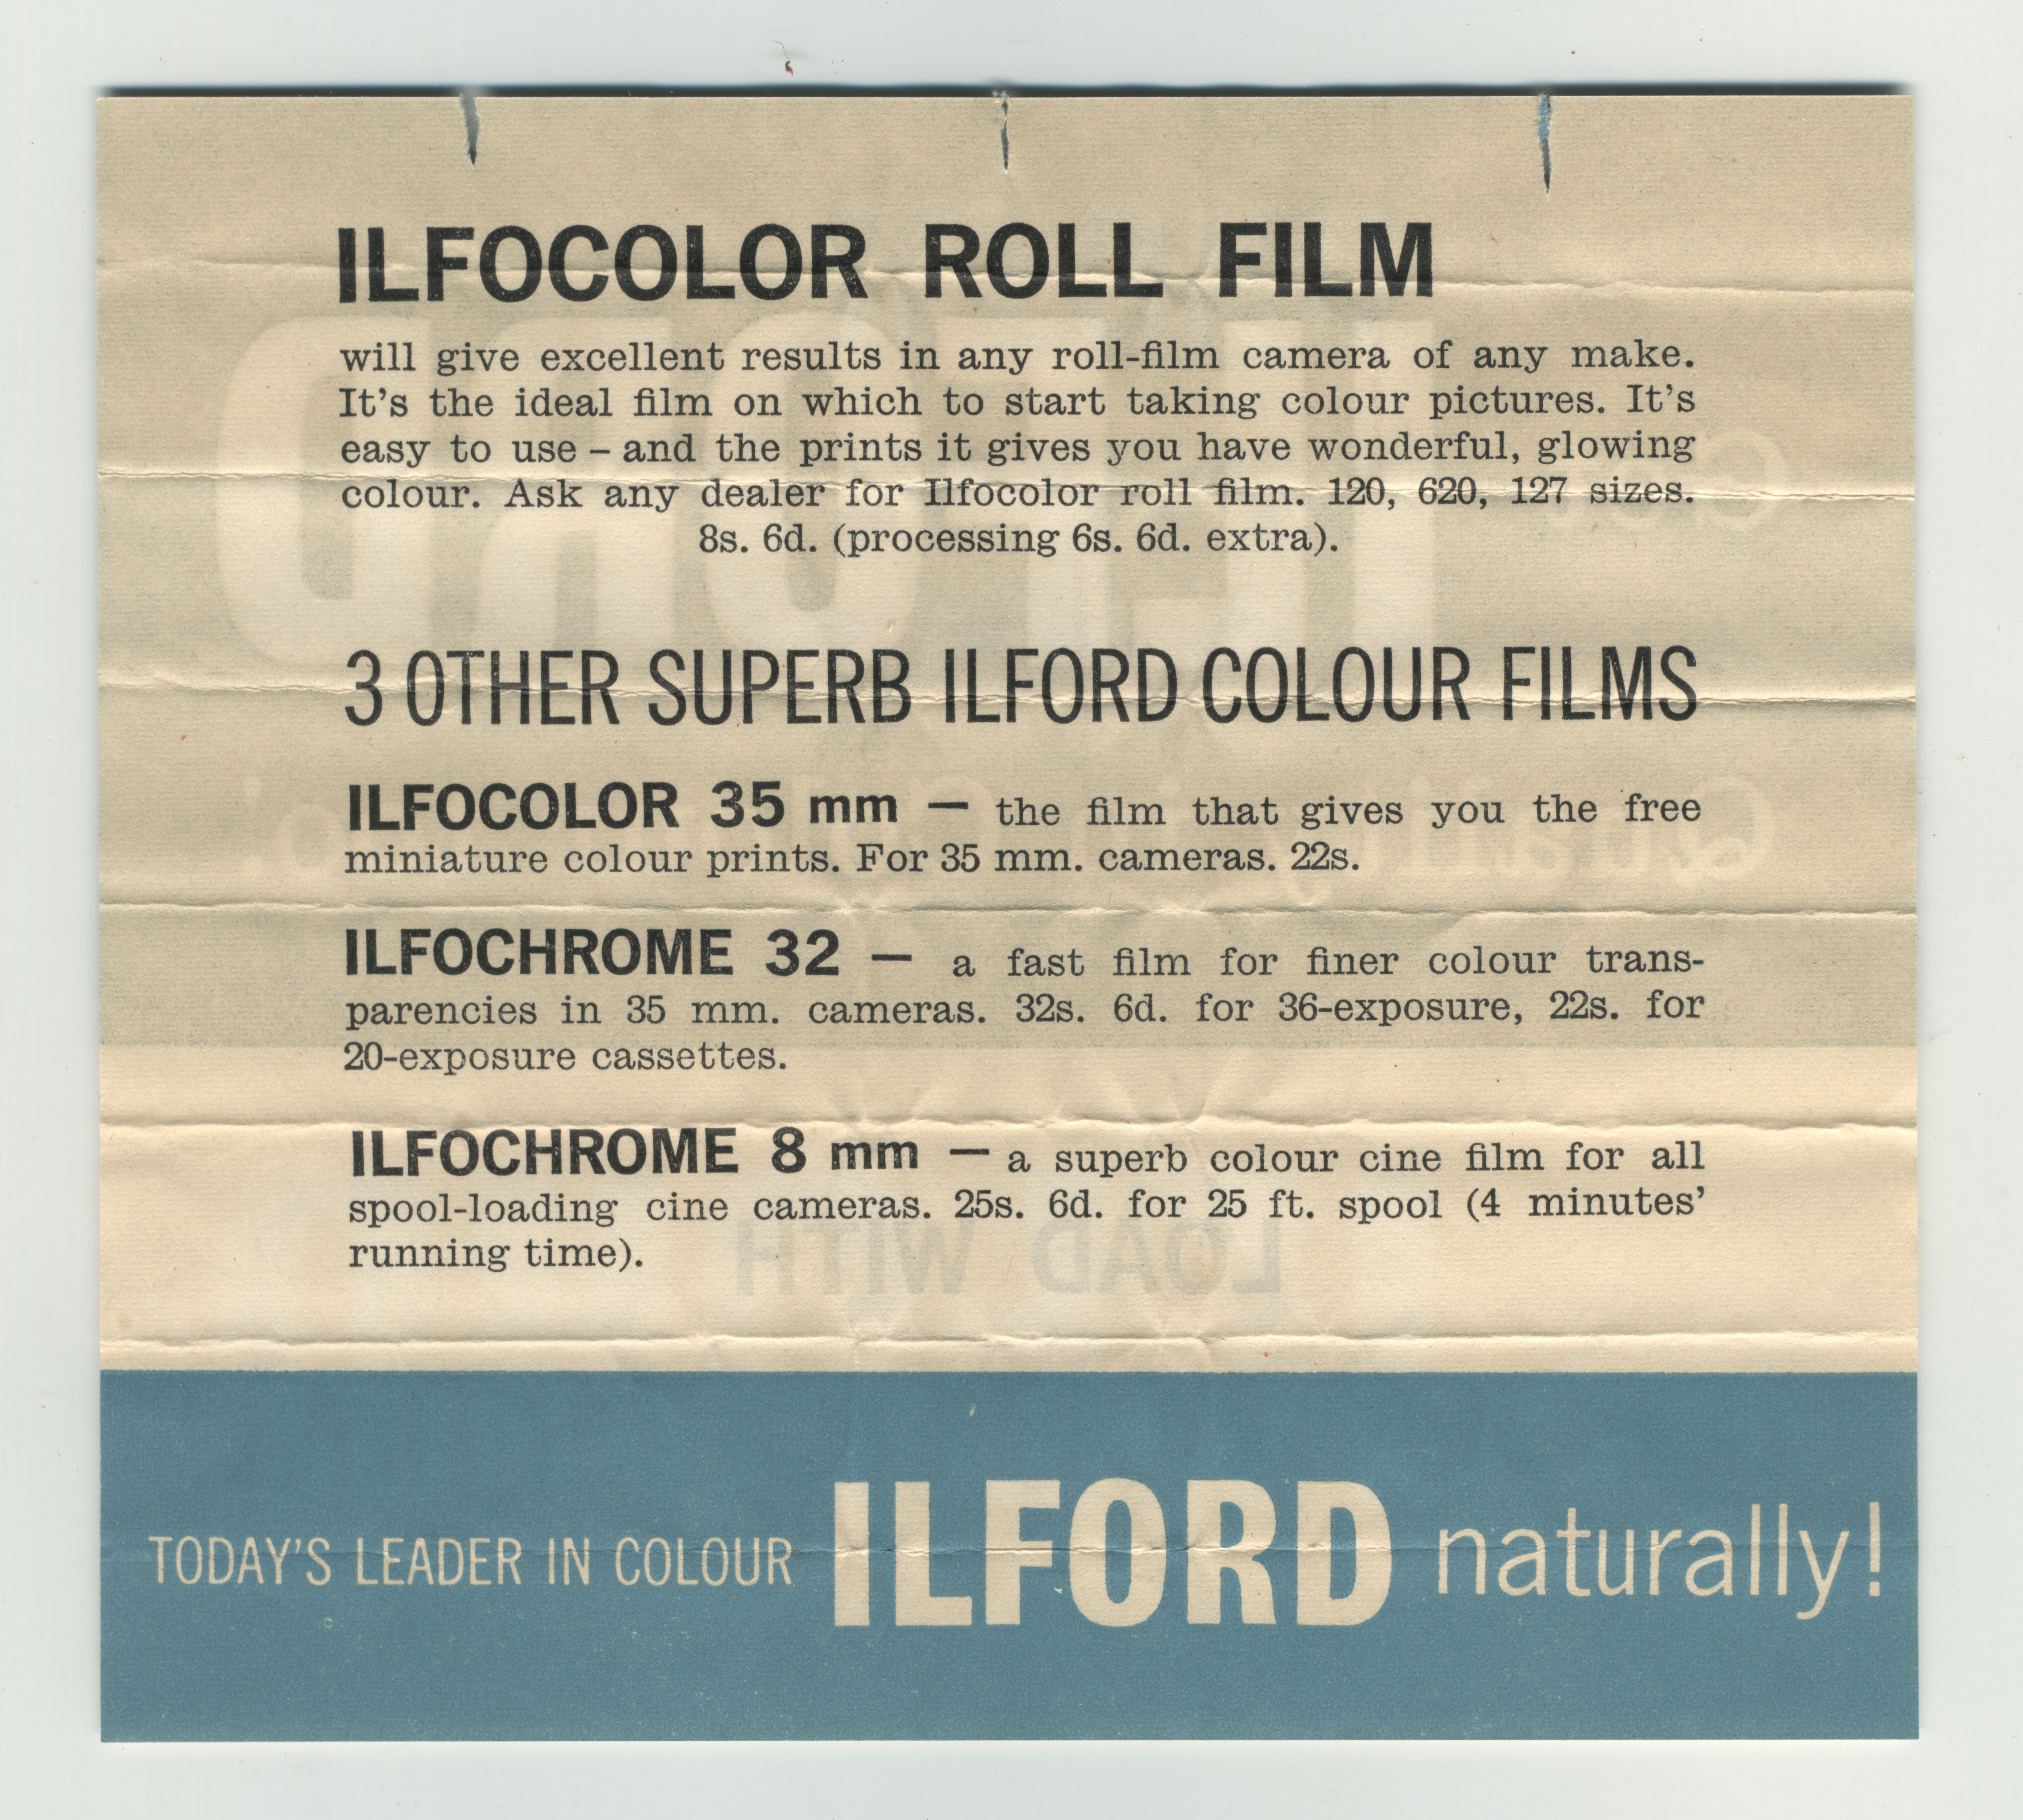 ILFOCOLOR ROLL FILM
will give excellent results in any roll-film camera of any make.
It's the ideal film on which to start taking colour pictures. It's
easy to use – and the prints it gives you have wonderful, glowing
colour. Ask any dealer for Ilfocolor roll film. 120, 620, 127 sizes.
8s. 6d. (processing 6s. 6d. extra).
3 OTHER SUPERB ILFORD COLOUR FILMS
ILFOCOLOR 35 mm — the film that gives you the free
miniature colour prints. For 35 mm. cameras. 22s.
ILFOCHROME 32 — a fast film for finer colour trans-
parencies in 35 mm. cameras. 32s. 6d. for 36-exposure, 22s. for
20-exposure cassettes.
ILFOCHROME 8 mm — a superb colour cine film for all
spool-loading cine cameras. 25s. 6d. for 25 ft. spool (4 minutes'
running time).
LOAD WITH
TODAY'S LEADER IN COLOUR ILFORD naturally!